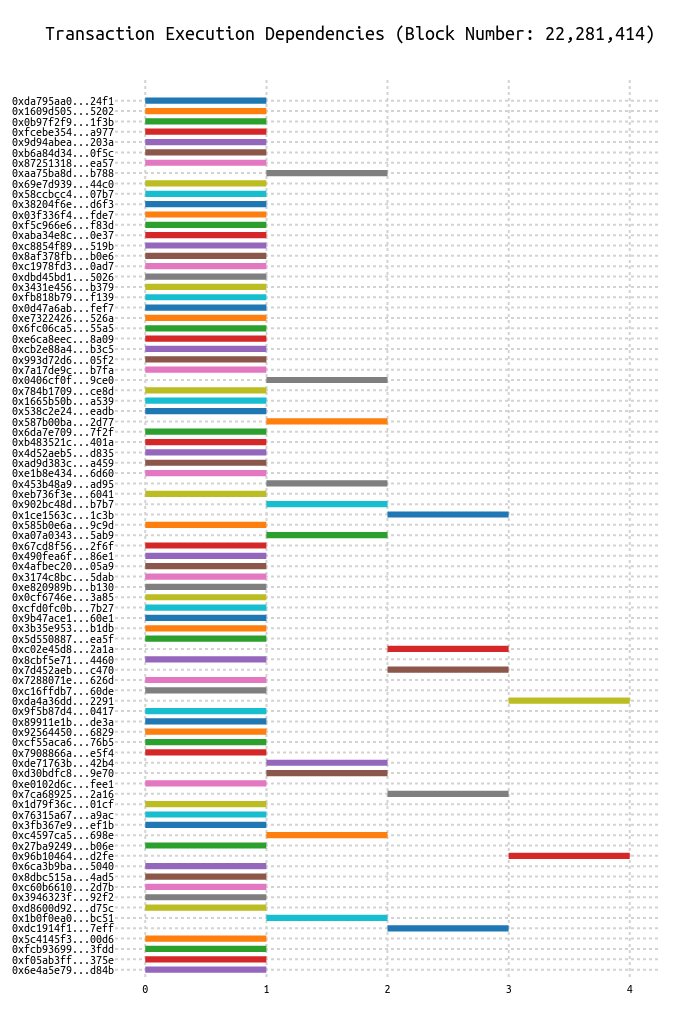 Transaction Execution Dependencies (Block Number: 22,281,414)
0xda795aa0...24f1
0x1609d505...5202
0x0b97f2f9...1f3b
0xfcebe354...a977
0x9d94abea...203a
0xb6a84d34...0f5c
0x87251318...ea57
0xaa75ba8d...b788
0x69e7d939...44c0
0x58ccbcc4...07b7
0x38204f6e...d6f3
0x03f336f4...fde7
0xf5c966e6...f83d
0xaba34e8c...0e37
0xc8854f89...519b
0x8af378fb...b0e6
0xc1978fd3...0ad7
0xdbd45bd1...5026
0x3431e456...b379
0xfb818b79...f139
0x0d47a6ab...fef7
0xe7322426...526a
0x6fc06ca5...55a5
0xe6ca8eec...8a09
0xcb2e88a4...b3c5
0x993d72d6...05f2
0x7a17de9c...b7fa
0x0406cf0f...9ce0
0x784b1709...ce8d
0x1665b50b...a539
0x538c2e24...eadb
0x587b00ba...2d77
0x6da7e709...7f2f
0xb483521c...401a
0x4d52aeb5...d835
0xad9d383c...a459
0xe1b8e434...6d60
0x453b48a9...ad95
0xeb736f3e...6041
0x902bc48d...b7b7
0x1ce1563c...1c3b
0x585b0e6a...9c9d
0xa07a0343...5ab9
0x67cd8f56...2f6f
0x490fea6f...86e1
0x4afbec20...05a9
0x3174c8bc...5dab
0xe820989b...b130
0x0cf6746e...3a85
0xcfd0fc0b...7b27
0x9b47ace1...60e1
0x3b35e953...b1db
0x5d550887...ea5f
0xc02e45d8...2a1a
0x8cbf5e71...4460
0x7d452aeb...c470
0x7288071e...626d
0xc16ffdb7...60de
0xda4a36dd...2291
0x9f5b87d4...0417
0x89911e1b...de3a
0x92564450...6829
0xcf55aca6...76b5
0x7908866a...e5f4
0xde71763b...42b4
0xd30bdfc8...9e70
0xe0102d6c...fee1
0x7ca68925...2a16
0x1d79f36c...01cf
0x76315a67...a9ac
0x3fb367e9...ef1b
0xc4597ca5...698e
0x27ba9249...b06e
0x96b10464...d2fe
0x6ca3b9ba...5040
0x8dbc515a...4ad5
0xc60b6610...2d7b
0x3946323f...92f2
0xd8600d92...d75c
0x1b0f0ea0...bc51
0xdc1914f1...7eff
0x5c4145f3...00d6
0xfcb93699...3fdd
0xf05ab3ff...375e
0x6e4a5e79...d84b
0 1 2 3 4